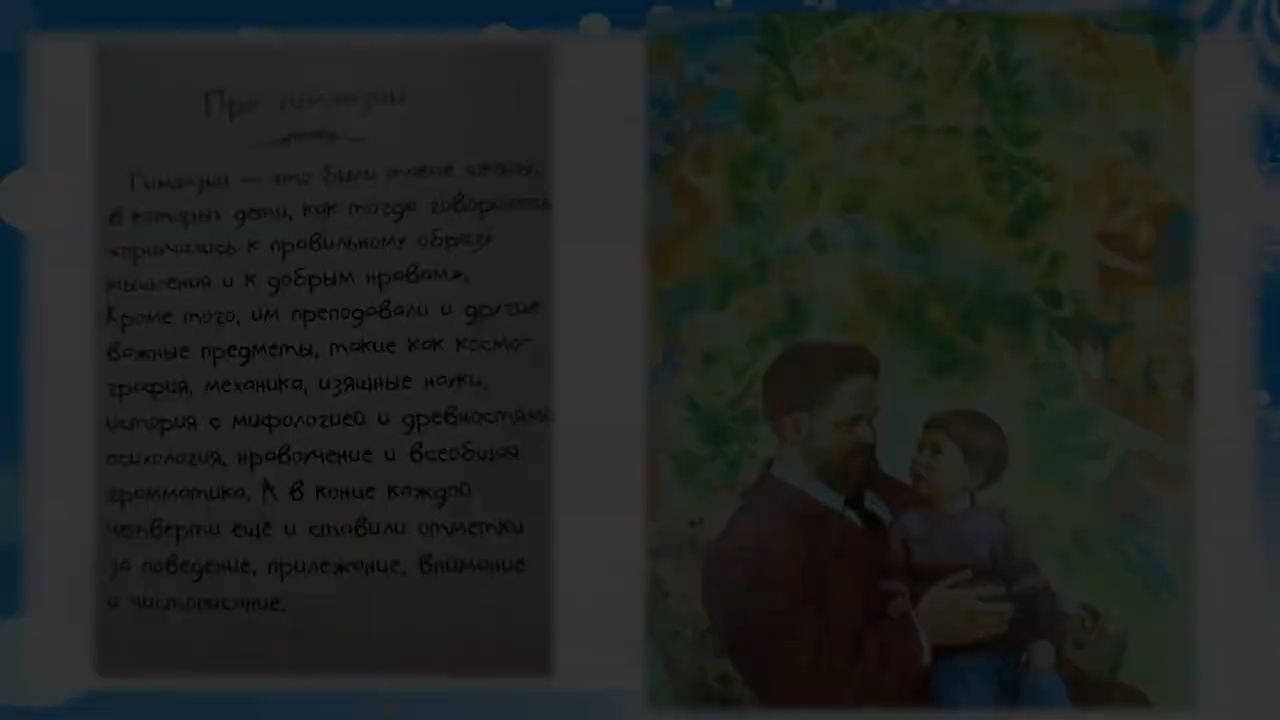 Про гимназии
Гимназии — это были такие школы,
в которых дети, как тогда говорилось,
«приучались к правильному образу
мышления и к добрым нравам».
Кроме того, им преподавали и другие
важные предметы, такие как космо-
графия, механика, изящные науки,
история с мифологией и древностями,
психология, нравоучение и всеобщая
грамматика. А в конце каждой
четверти ещё и ставили отметки
за поведение, прилежание, внимание
и чистописание.